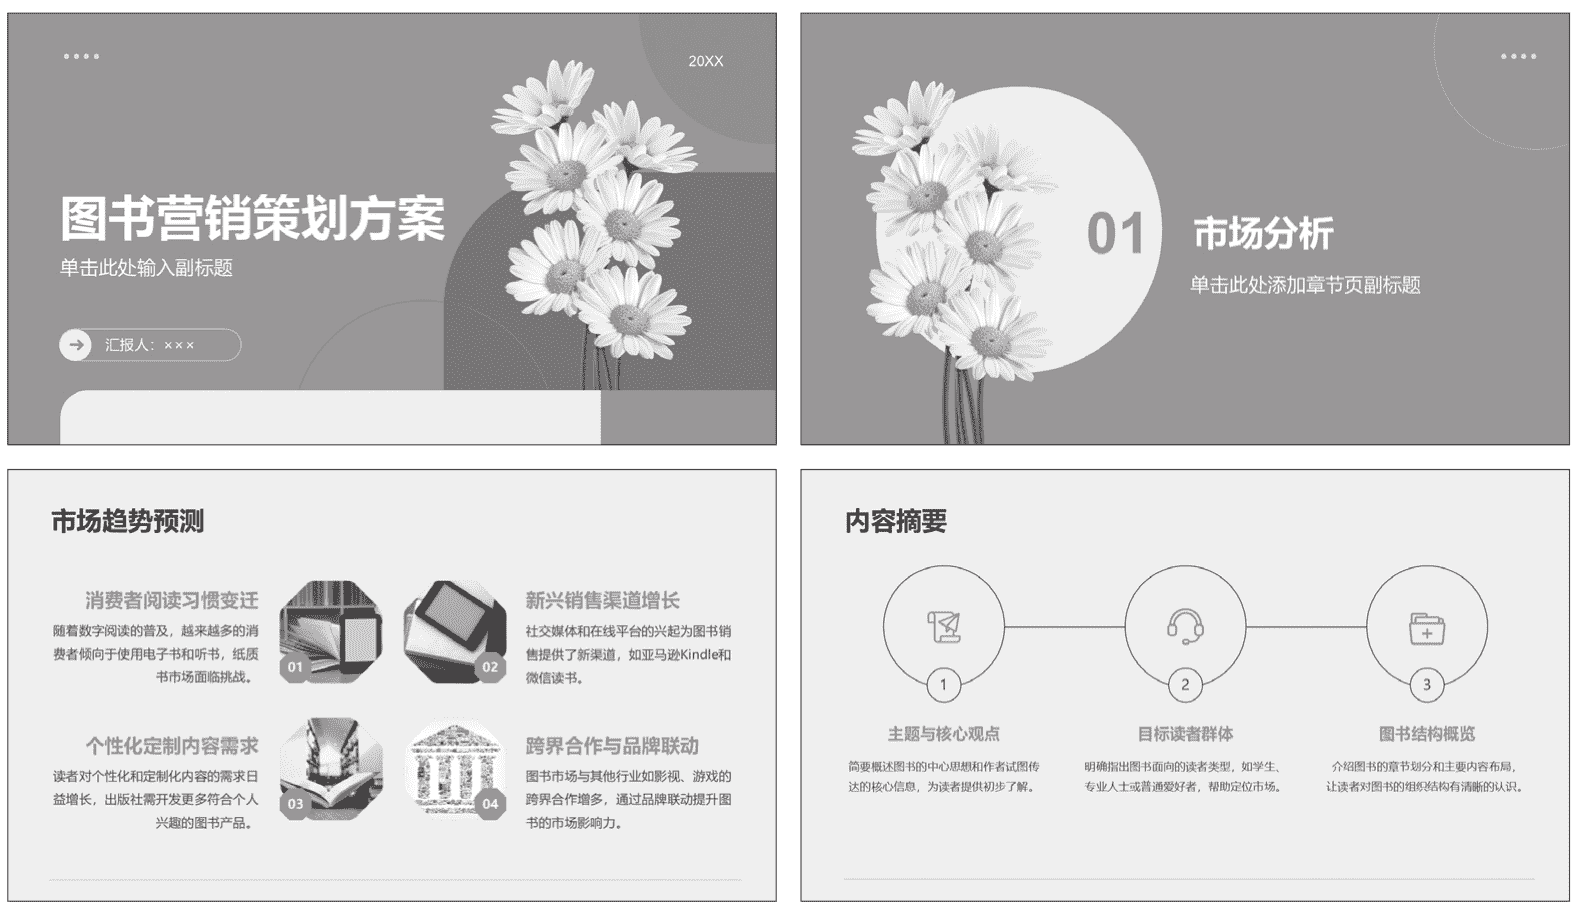 20XX
图书营销策划方案
单击此处输入副标题
汇报人：×××
01
市场分析
单击此处添加章节页副标题
市场趋势预测
消费者阅读习惯变迁
随着数字阅读的普及，越来越多的消
费者倾向于使用电子书和听书，纸质
书市场面临挑战。
01
02
新兴销售渠道增长
社交媒体和在线平台的兴起为图书销
售提供了新渠道，如亚马逊Kindle和
微信读书。
个性化定制内容需求
读者对个性化和定制化内容的需求日
益增长，出版社需开发更多符合个人
兴趣的图书产品。
03
04
跨界合作与品牌联动
图书市场与其他行业如影视、游戏的
跨界合作增多，通过品牌联动提升图
书的市场影响力。
内容摘要
1
主题与核心观点
简要概述图书的中心思想和作者试图传
达的核心信息，为读者提供初步了解。
2
目标读者群体
明确指出图书面向的读者类型，如学生、
专业人士或普通爱好者，帮助定位市场。
3
图书结构概览
介绍图书的章节划分和主要内容布局，
让读者对图书的组织结构有清晰的认识。